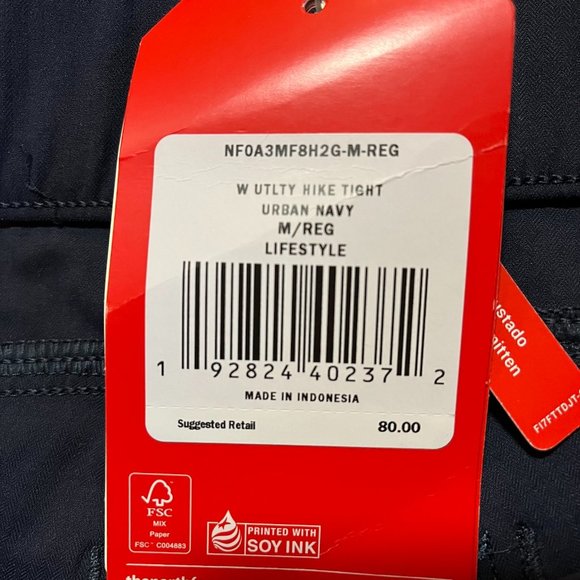 NF0A3MF8H2G-M-REG
W UTLTY HIKE TIGHT
URBAN NAVY
M/REG
LIFESTYLE
1 92824 40237 2
MADE IN INDONESIA
Suggested Retail 80.00
FSC
MIX
Paper
FSC™ C004883
PRINTED WITH
SOY INK